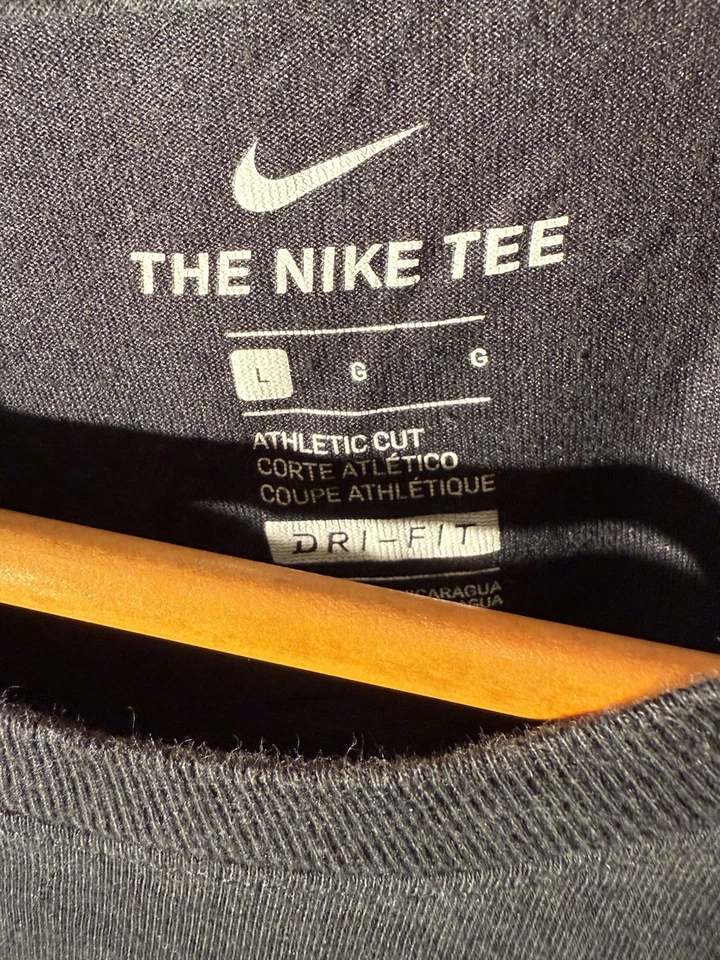 THE NIKE TEE
L G G
ATHLETIC CUT
CORTE ATLÉTICO
COUPE ATHLÉTIQUE
DRI-FIT